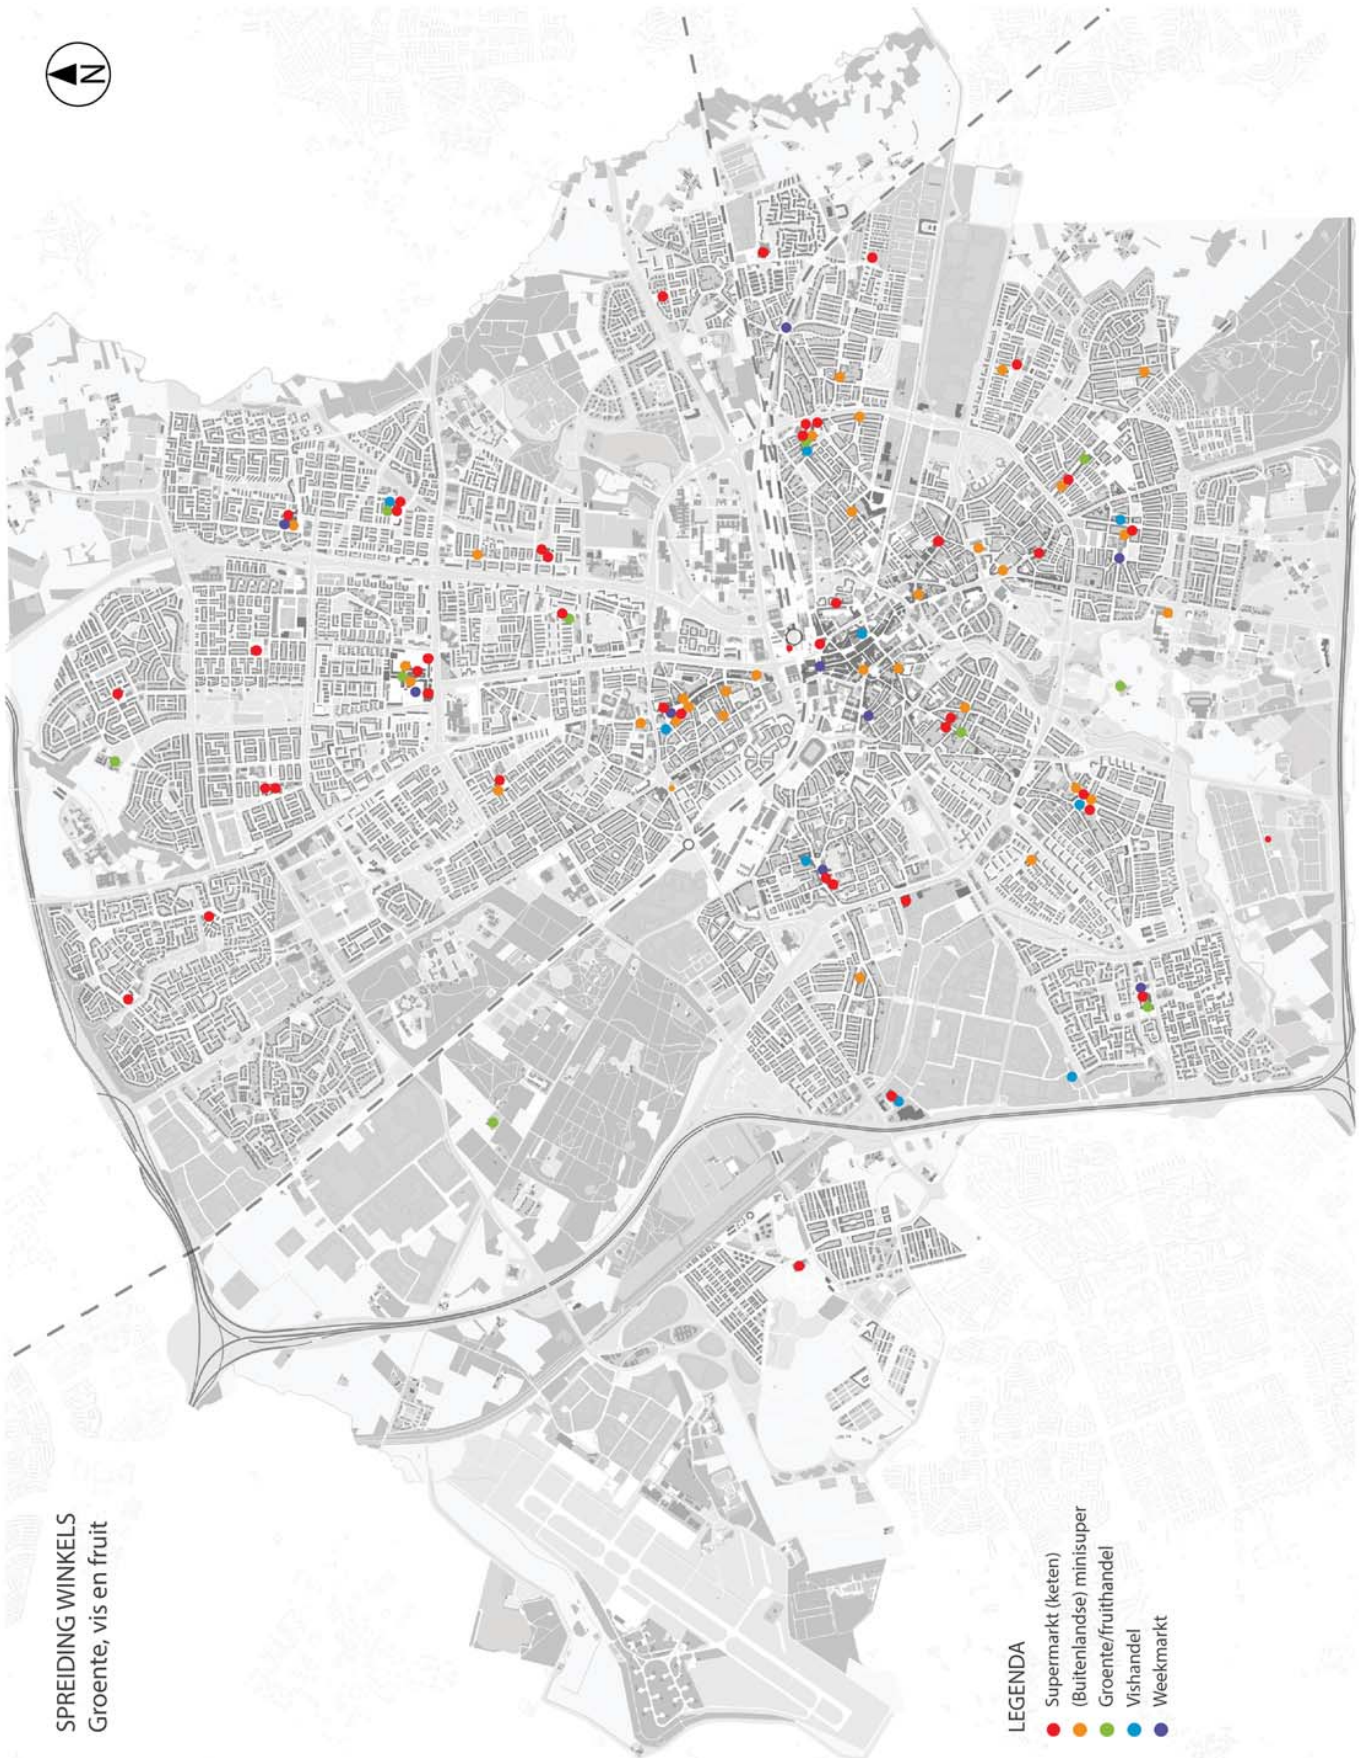 N
SPREIDING WINKELS
Groente, vis en fruit
LEGENDA
Supermarkt (keten)
(Buitenlandse) minisuper
Groente/fruithandel
Vishandel
Weekmarkt